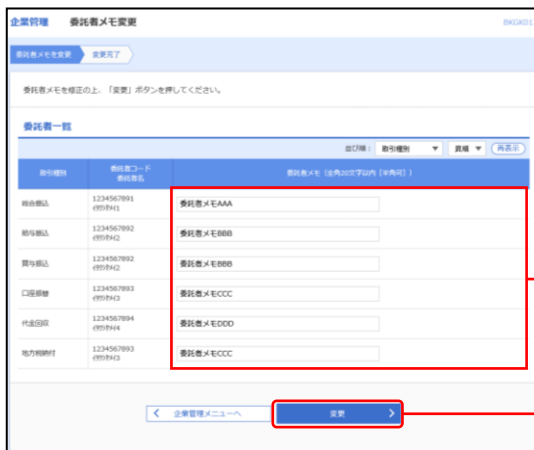 企業管理 委託者メモ変更 BKGK01
委託者メモを変更 変更完了
委託者メモを修正の上、「変更」ボタンを押してください。
委託者一覧
並び順： 取引種別 ▼ 昇順 ▼ 再表示
取引種別 委託者コード 委託者名 委託者メモ（全角20文字以内［半角可］）
総合振込 1234567891 委託者メモAAA
給与振込 1234567892 委託者メモBBB
賞与振込 1234567892 委託者メモBBB
口座振替 1234567893 委託者メモCCC
代金回収 1234567894 委託者メモDDD
地方税納付 1234567893 委託者メモCCC
企業管理メニューへ 変更